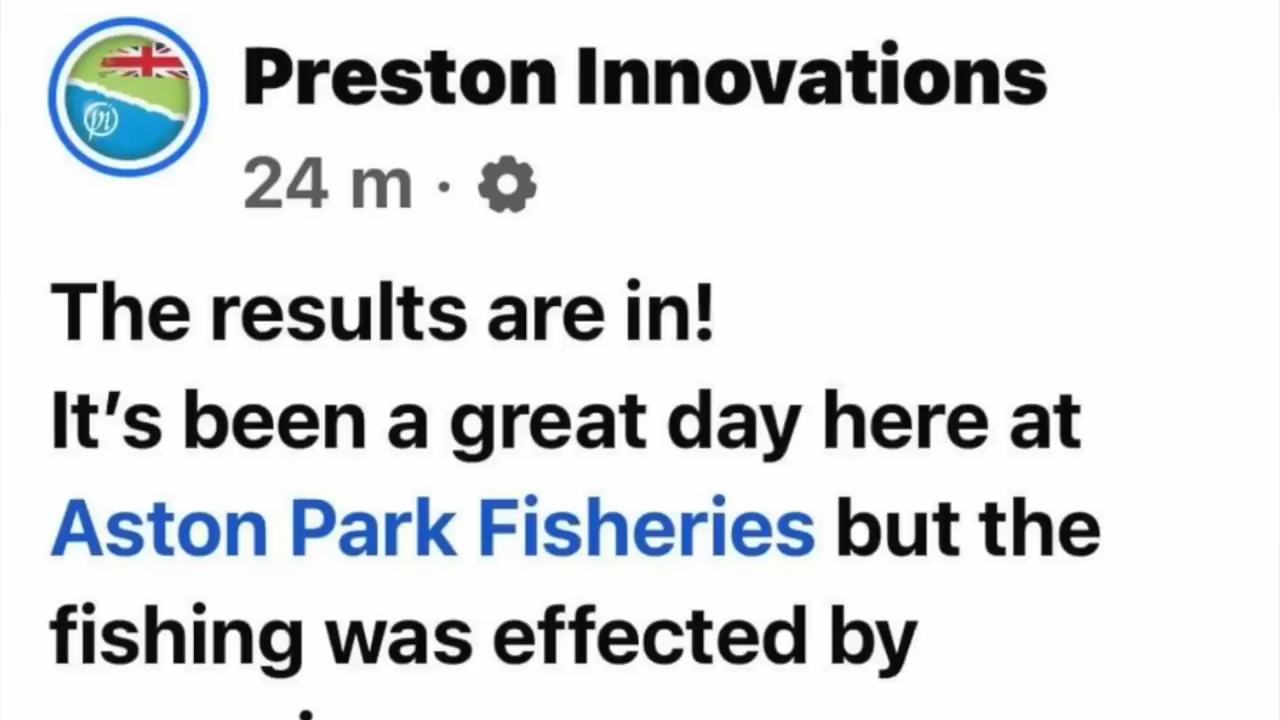 Preston Innovations
24 m ·
The results are in!
It’s been a great day here at
Aston Park Fisheries but the
fishing was effected by